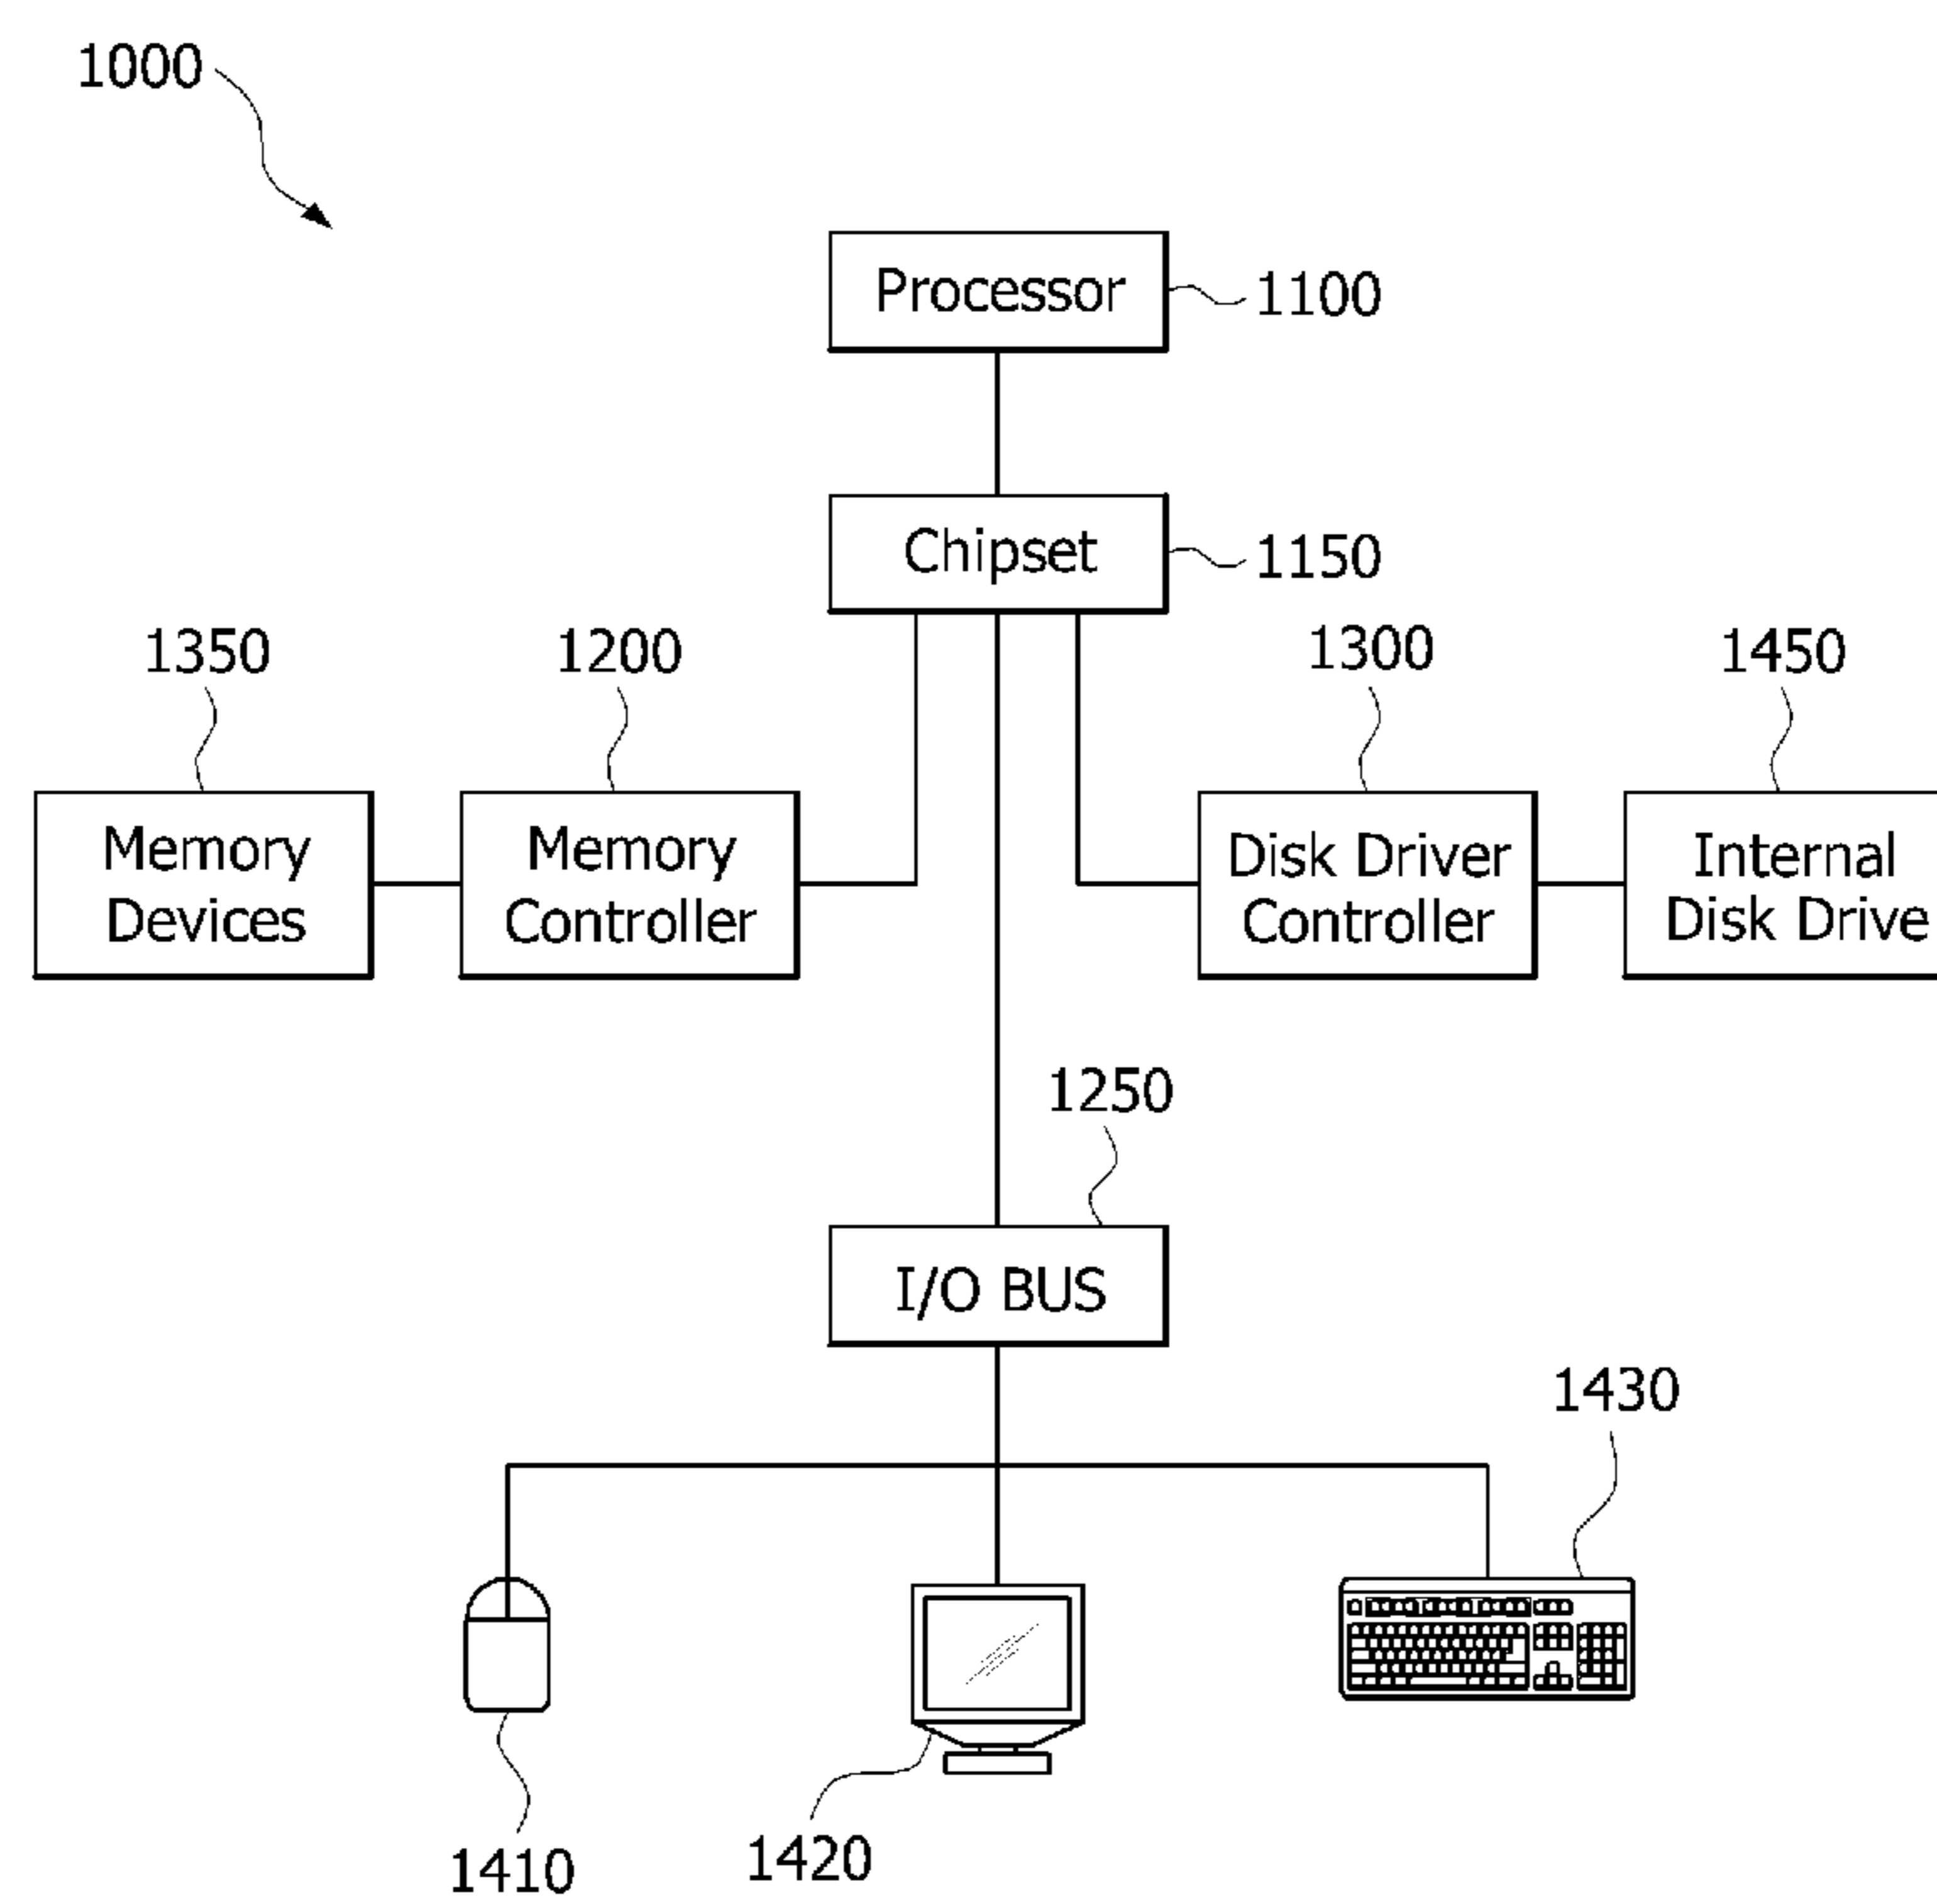 1000
Processor
1100
Chipset
1150
1350
1200
1300
1450
Memory
Devices
Memory
Controller
Disk Driver
Controller
Internal
Disk Drive
1250
I/O BUS
1430
1410
1420